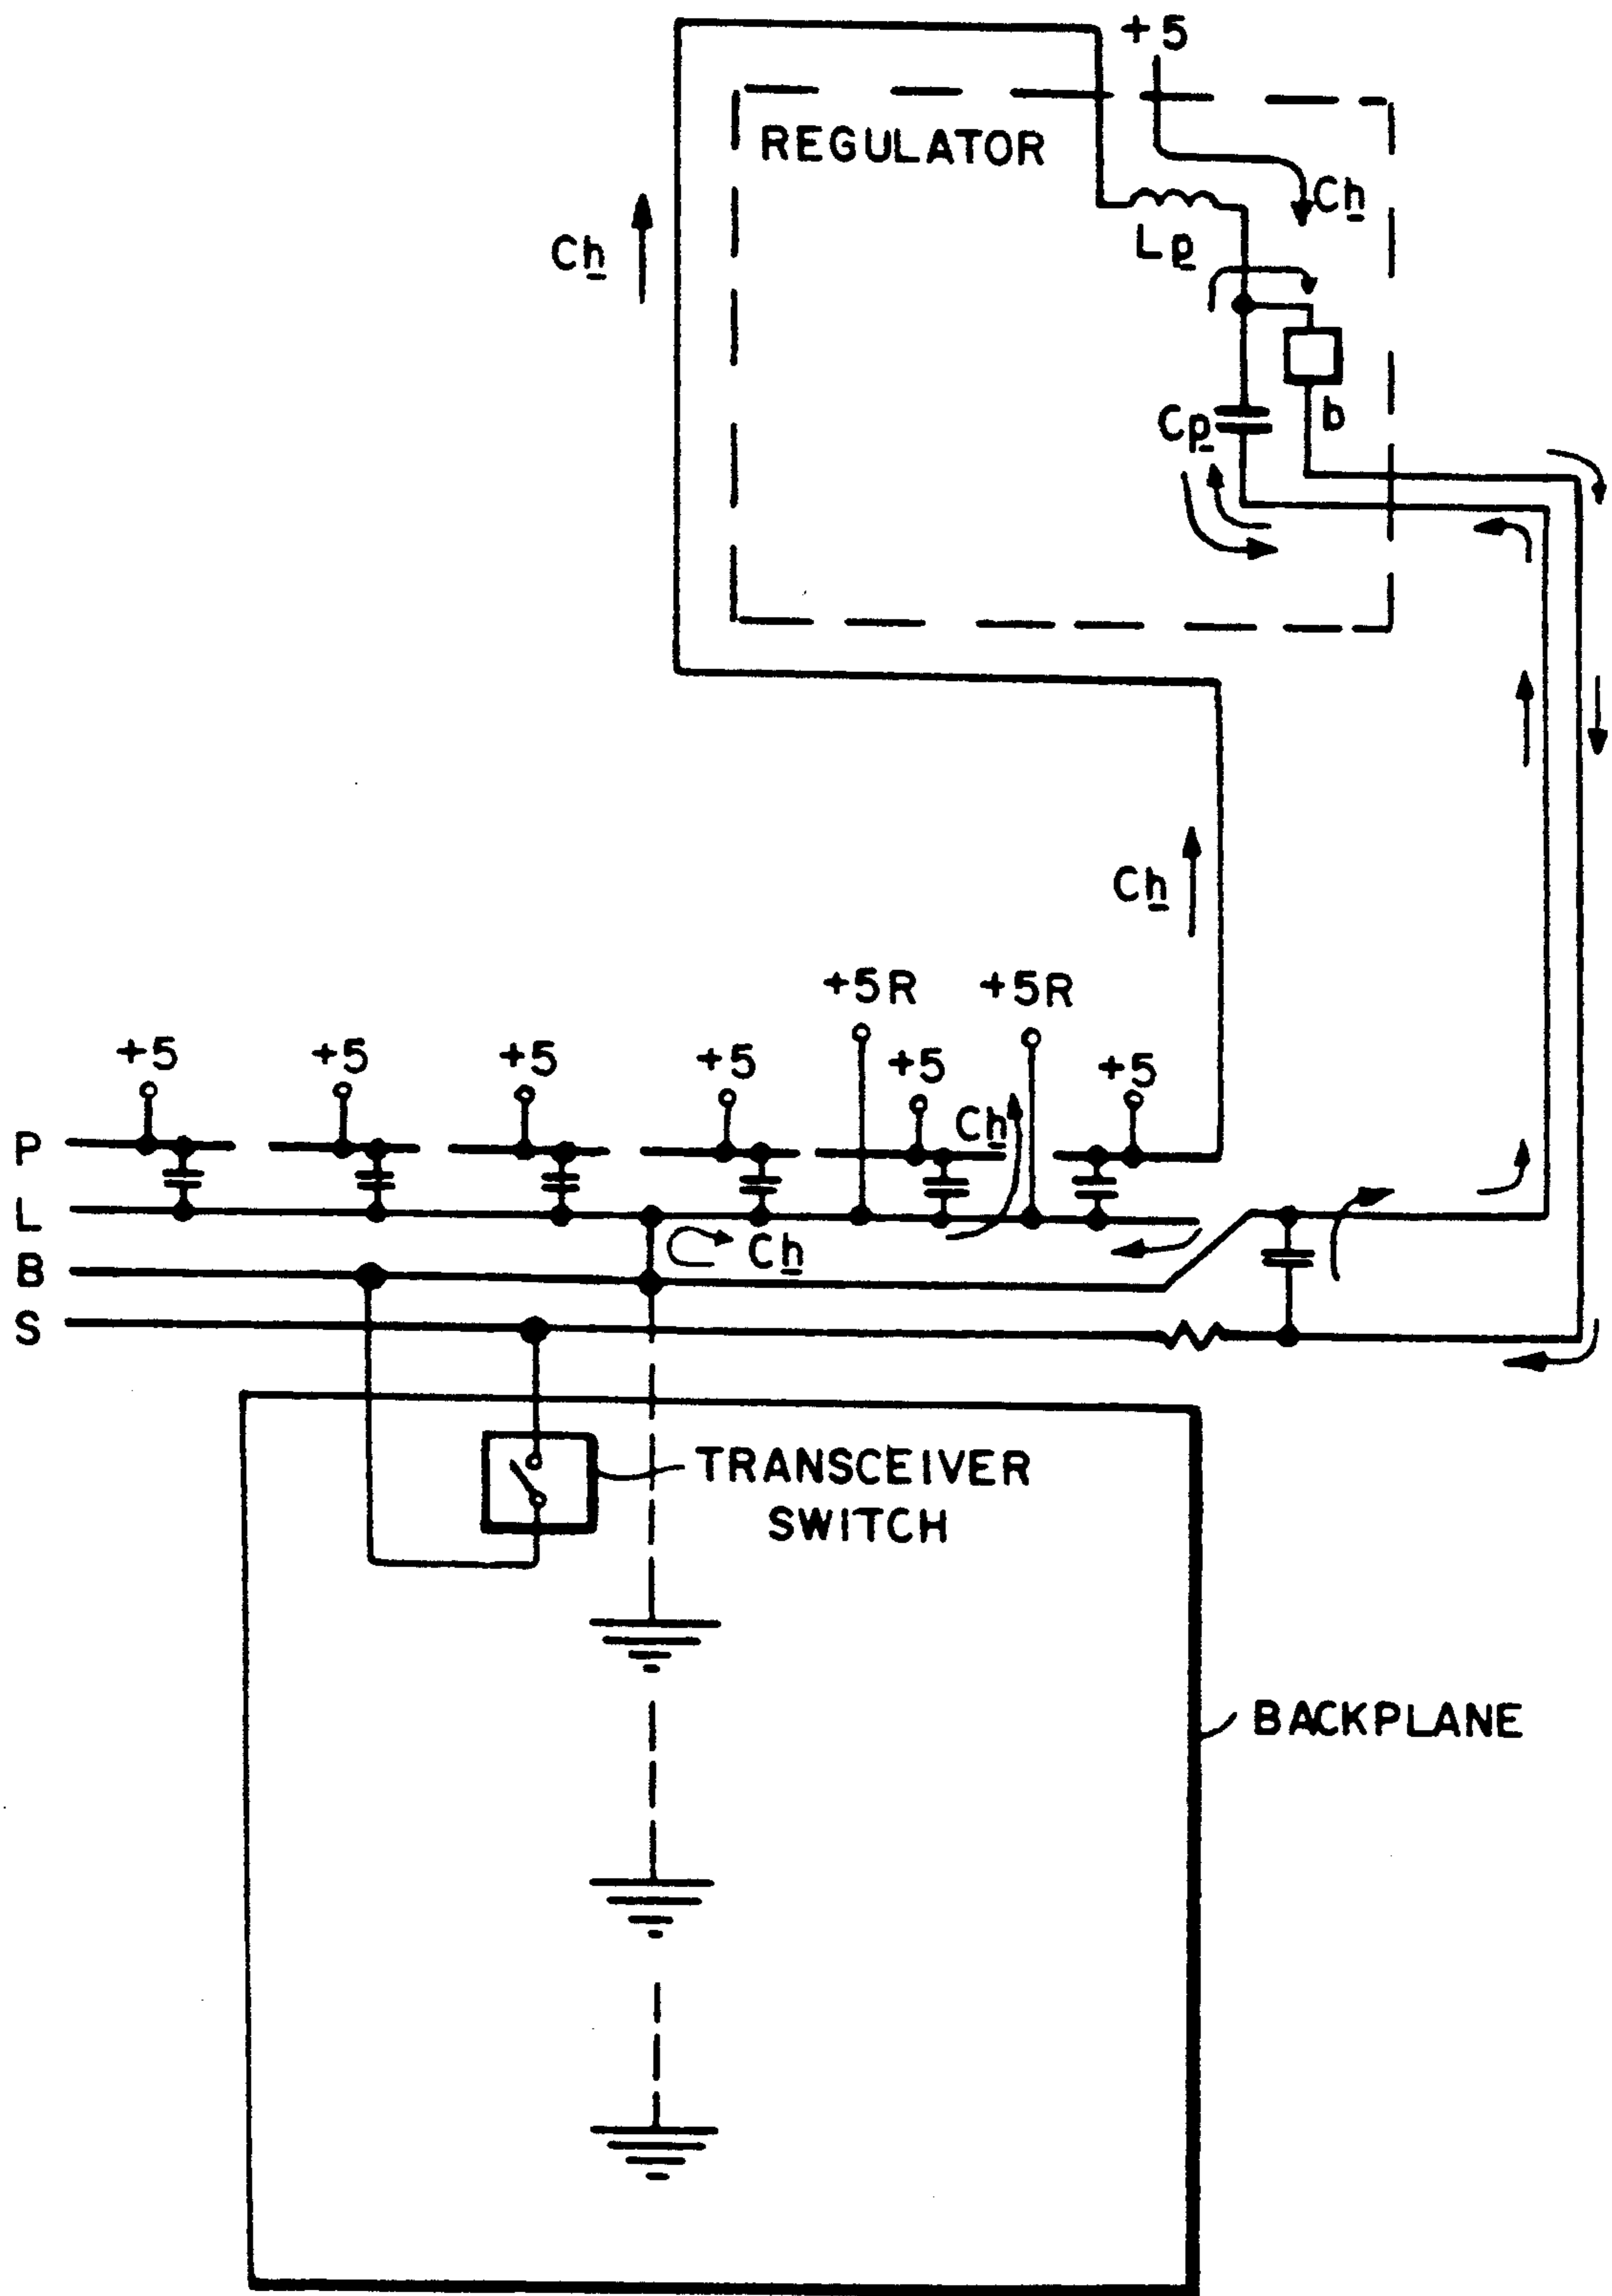 +5
REGULATOR
Ch
Ch
Lp
Cp
b
Ch
+5R
+5R
+5
+5
+5
+5
+5
+5
Ch
P
L
Ch
B
S
TRANSCEIVER
SWITCH
BACKPLANE